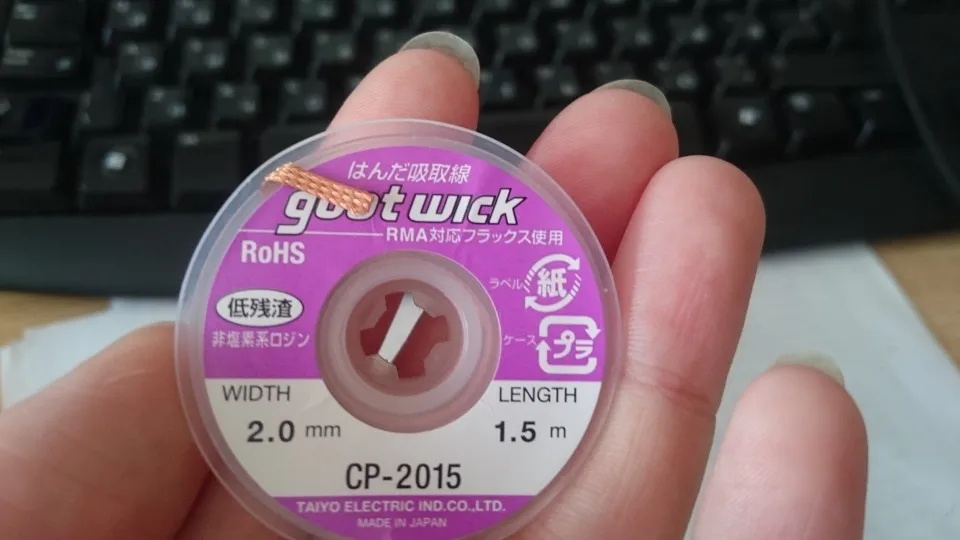 はんだ吸取線
goot wick
RMA対応フラックス使用
RoHS
ラベル 紙
低残渣
非塩素系ロジン
ケース プラ
WIDTH
LENGTH
2.0 mm
1.5 m
CP-2015
TAIYO ELECTRIC IND.CO.,LTD.
MADE IN JAPAN